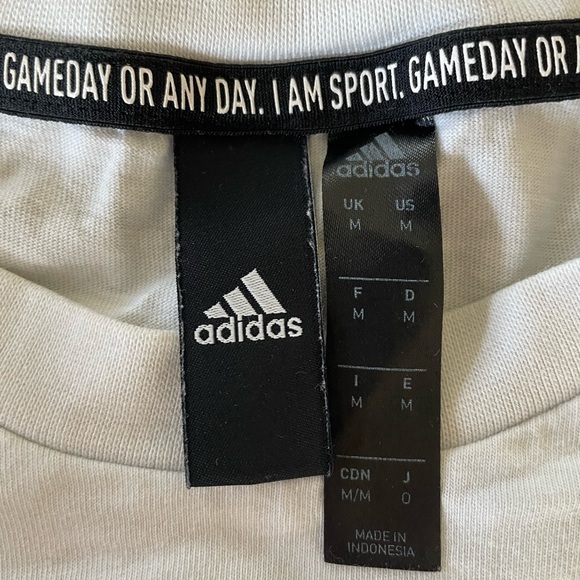 GAMEDAY OR ANY DAY. I AM SPORT. GAMEDAY OR
adidas
adidas
UK US
M M
F D
M M
I E
M M
CDN J
M/M O
MADE IN
INDONESIA